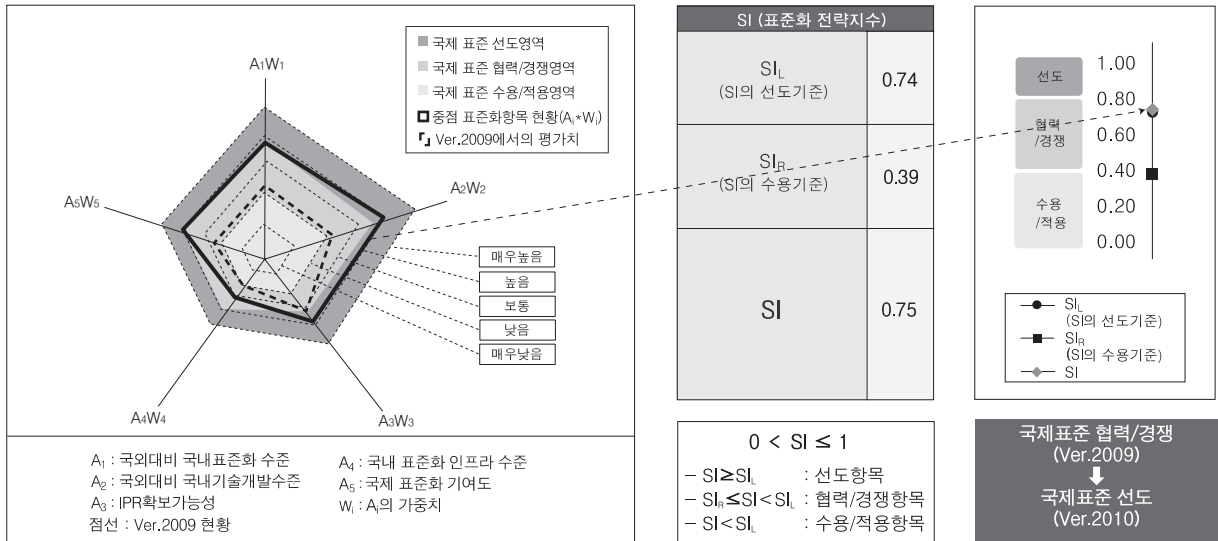 ■ 국제 표준 선도영역
■ 국제 표준 협력/경쟁영역
국제 표준 수용/적용영역
중점 표준화항목 현황(Ai*Wi)
Ver.2009에서의 평가치
A1W1
A2W2
A5W5
A4W4
A3W3
매우높음
높음
보통
낮음
매우낮음
A1 : 국외대비 국내표준화 수준
A2 : 국외대비 국내기술개발수준
A3 : IPR확보가능성
점선 : Ver.2009 현황
A4 : 국내 표준화 인프라 수준
A5 : 국제 표준화 기여도
Wi : Ai의 가중치
SI (표준화 전략지수)
SIL
(SI의 선도기준)
0.74
SIR
(SI의 수용기준)
0.39
SI
0.75
0 < SI ≤ 1
– SI≥SIL : 선도항목
– SIR≤SI<SIL : 협력/경쟁항목
– SI<SIL : 수용/적용항목
선도
협력
/경쟁
수용
/적용
1.00
0.80
0.60
0.40
0.20
0.00
SIL
(SI의 선도기준)
SIR
(SI의 수용기준)
SI
국제표준 협력/경쟁
(Ver.2009)
국제표준 선도
(Ver.2010)